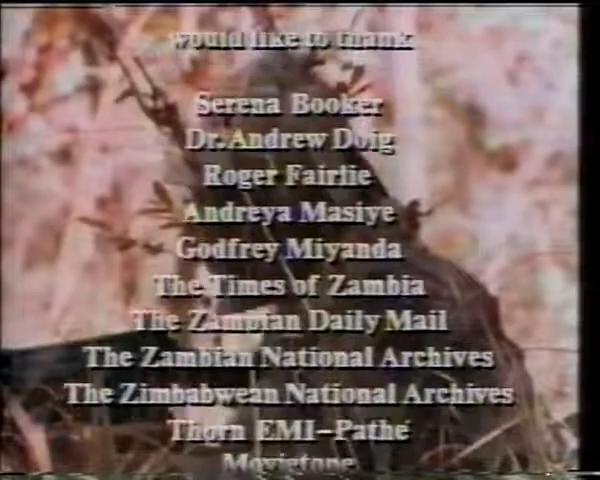 would like to thank
Serena Booker
Dr. Andrew Doig
Roger Fairlie
Andreya Masiye
Godfrey Miyanda
The Times of Zambia
The Zambian Daily Mail
The Zambian National Archives
The Zimbabwean National Archives
Thorn EMI-Pathe
Movietone